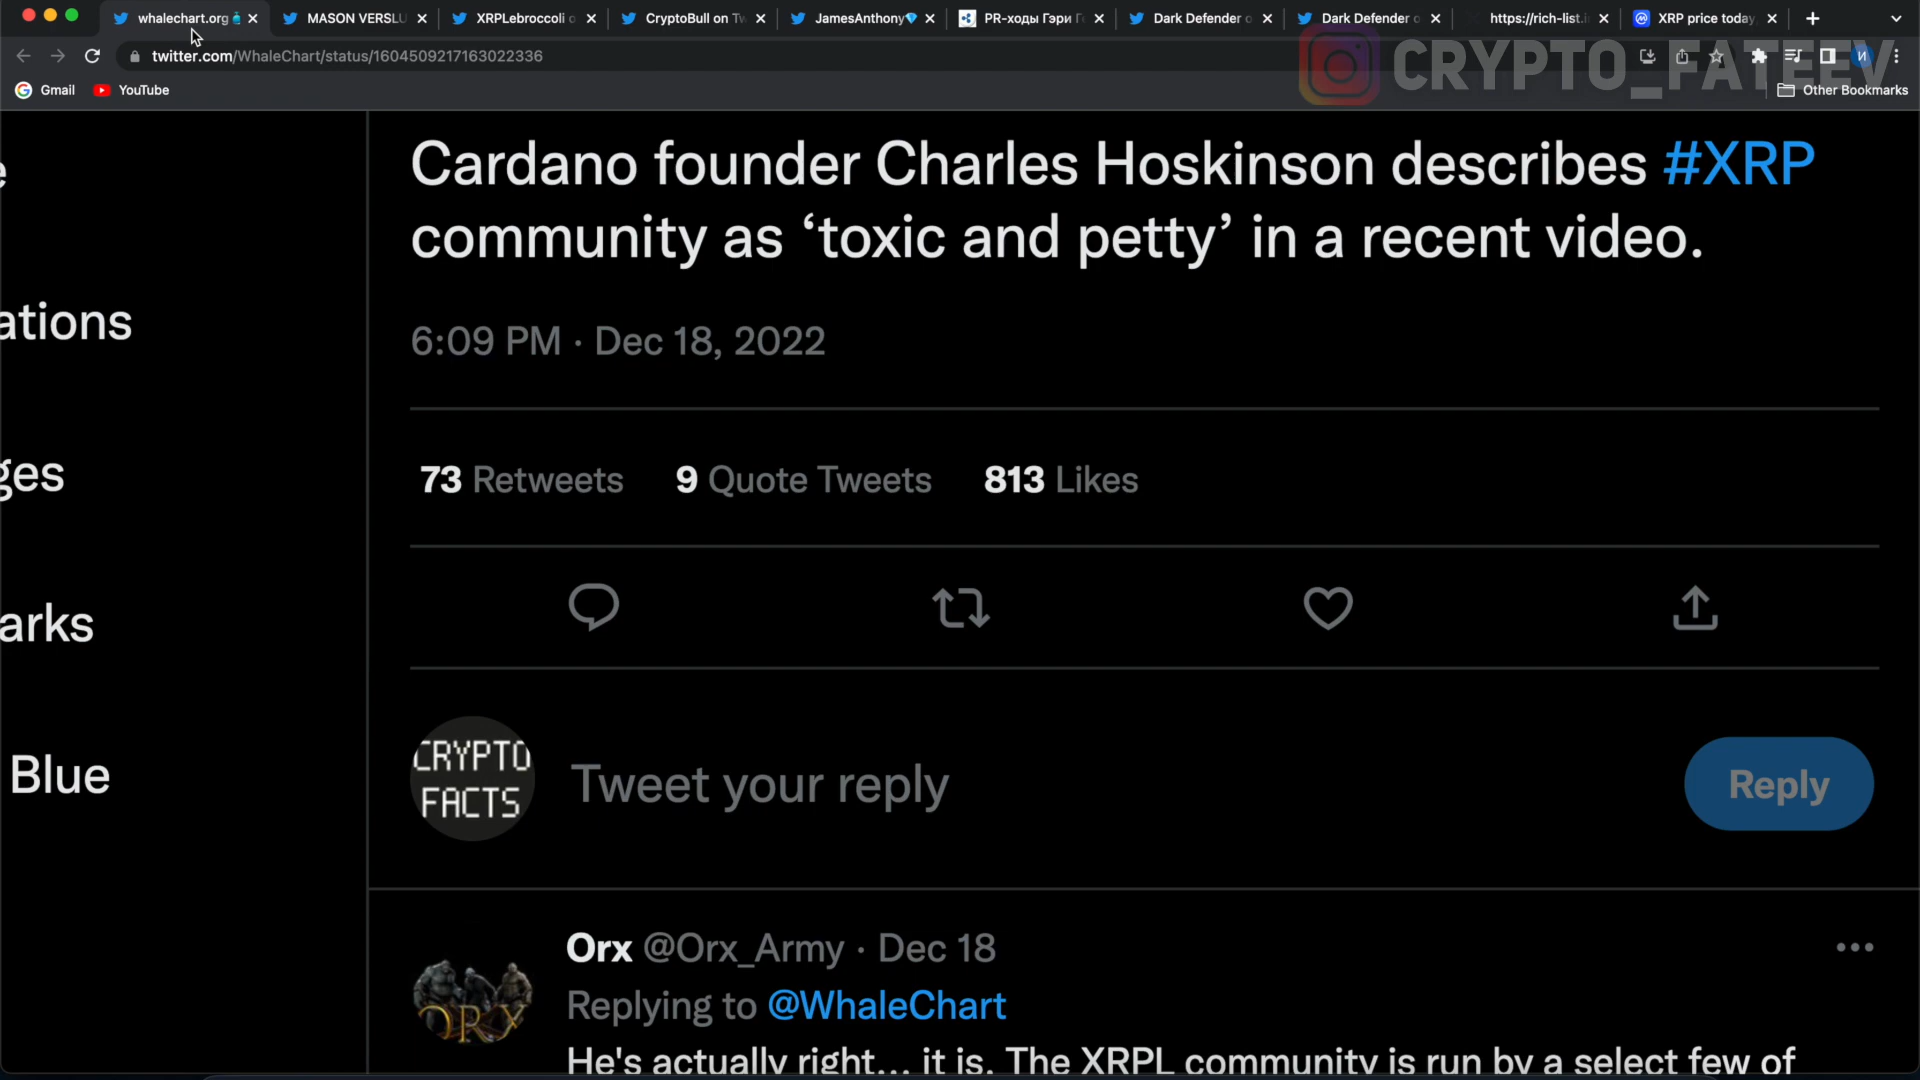 whalechart.org
MASON VERSLU
XRPLebroccoli o
CryptoBull on Tw
JamesAnthony💎
PR-ходы Гэри Ге
Dark Defender o
Dark Defender o
https://rich-list.i
XRP price today,
twitter.com/WhaleChart/status/1604509217163022336
CRYPTO_FATEEV
Gmail
YouTube
Other Bookmarks
e
Cardano founder Charles Hoskinson describes #XRP
community as ‘toxic and petty’ in a recent video.
ations
6:09 PM · Dec 18, 2022
ges
73 Retweets 9 Quote Tweets 813 Likes
arks
Blue
CRYPTO
FACTS
Tweet your reply
Reply
Orx @Orx_Army · Dec 18
ORX
Replying to @WhaleChart
He's actually right... it is. The XRPL community is run by a select few of